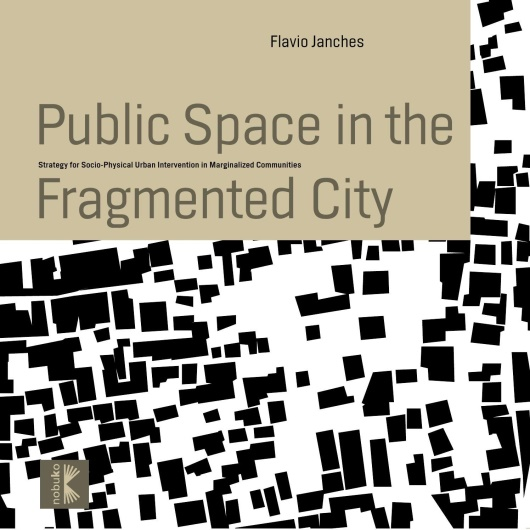 Flavio Janches
Public Space in the
Strategy for Socio-Physical Urban Intervention in Marginalized Communities
Fragmented City
nobuko